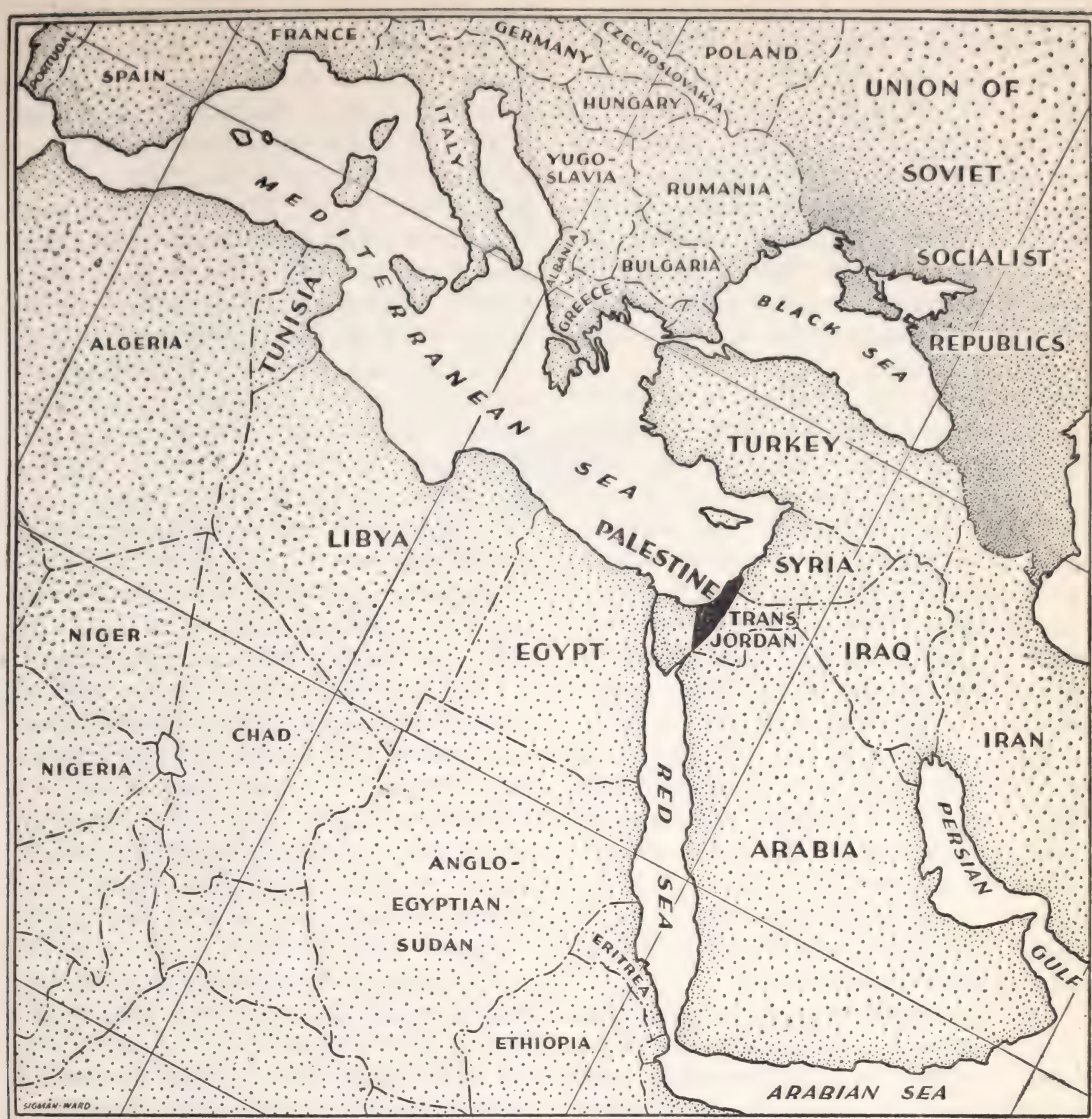 PORTUGAL
SPAIN
FRANCE
GERMANY
CZECHOSLOVAKIA
POLAND
UNION OF
SOVIET
SOCIALIST
REPUBLICS
HUNGARY
ITALY
YUGO-
SLAVIA
RUMANIA
ALBANIA
BULGARIA
GREECE
BLACK SEA
MEDITERRANEAN
SEA
ALGERIA
TUNISIA
TURKEY
LIBYA
PALESTINE
SYRIA
TRANS
JORDAN
IRAQ
EGYPT
NIGER
CHAD
NIGERIA
IRAN
RED SEA
ARABIA
PERSIAN
GULF
ANGLO-
EGYPTIAN
SUDAN
ERITREA
ETHIOPIA
ARABIAN SEA
SIGMAN-WARD